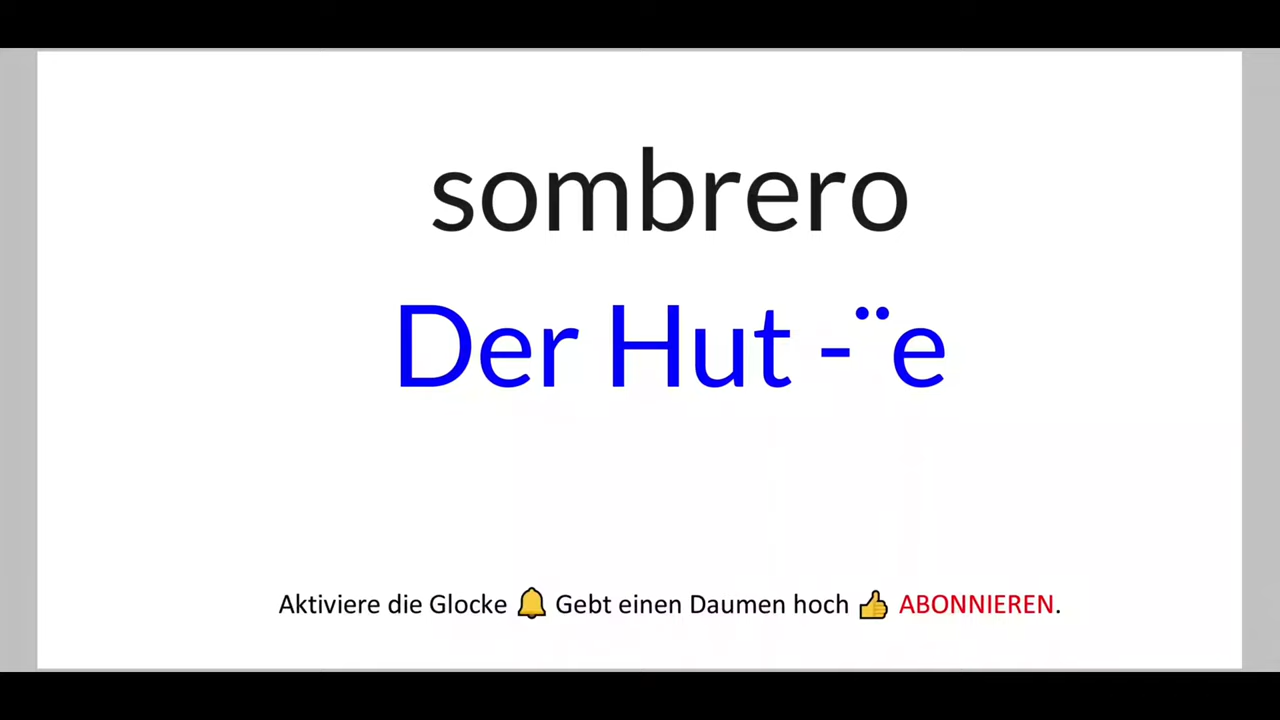 sombrero
Der Hut -¨e
Aktiviere die Glocke 🔔 Gebt einen Daumen hoch 👍 ABONNIEREN.